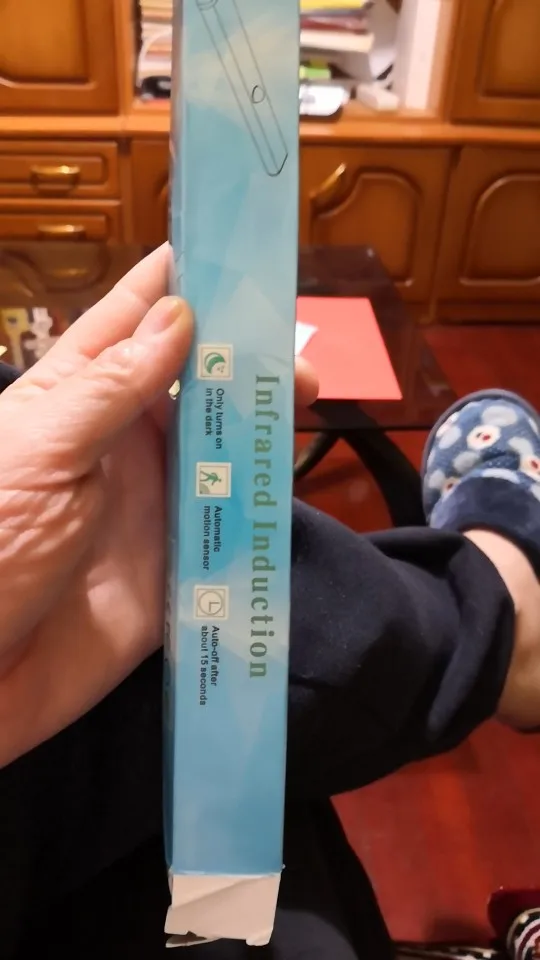 Infrared Induction
Only turns on
in the dark
Automatic
motion sensor
Auto-off after
about 15 seconds